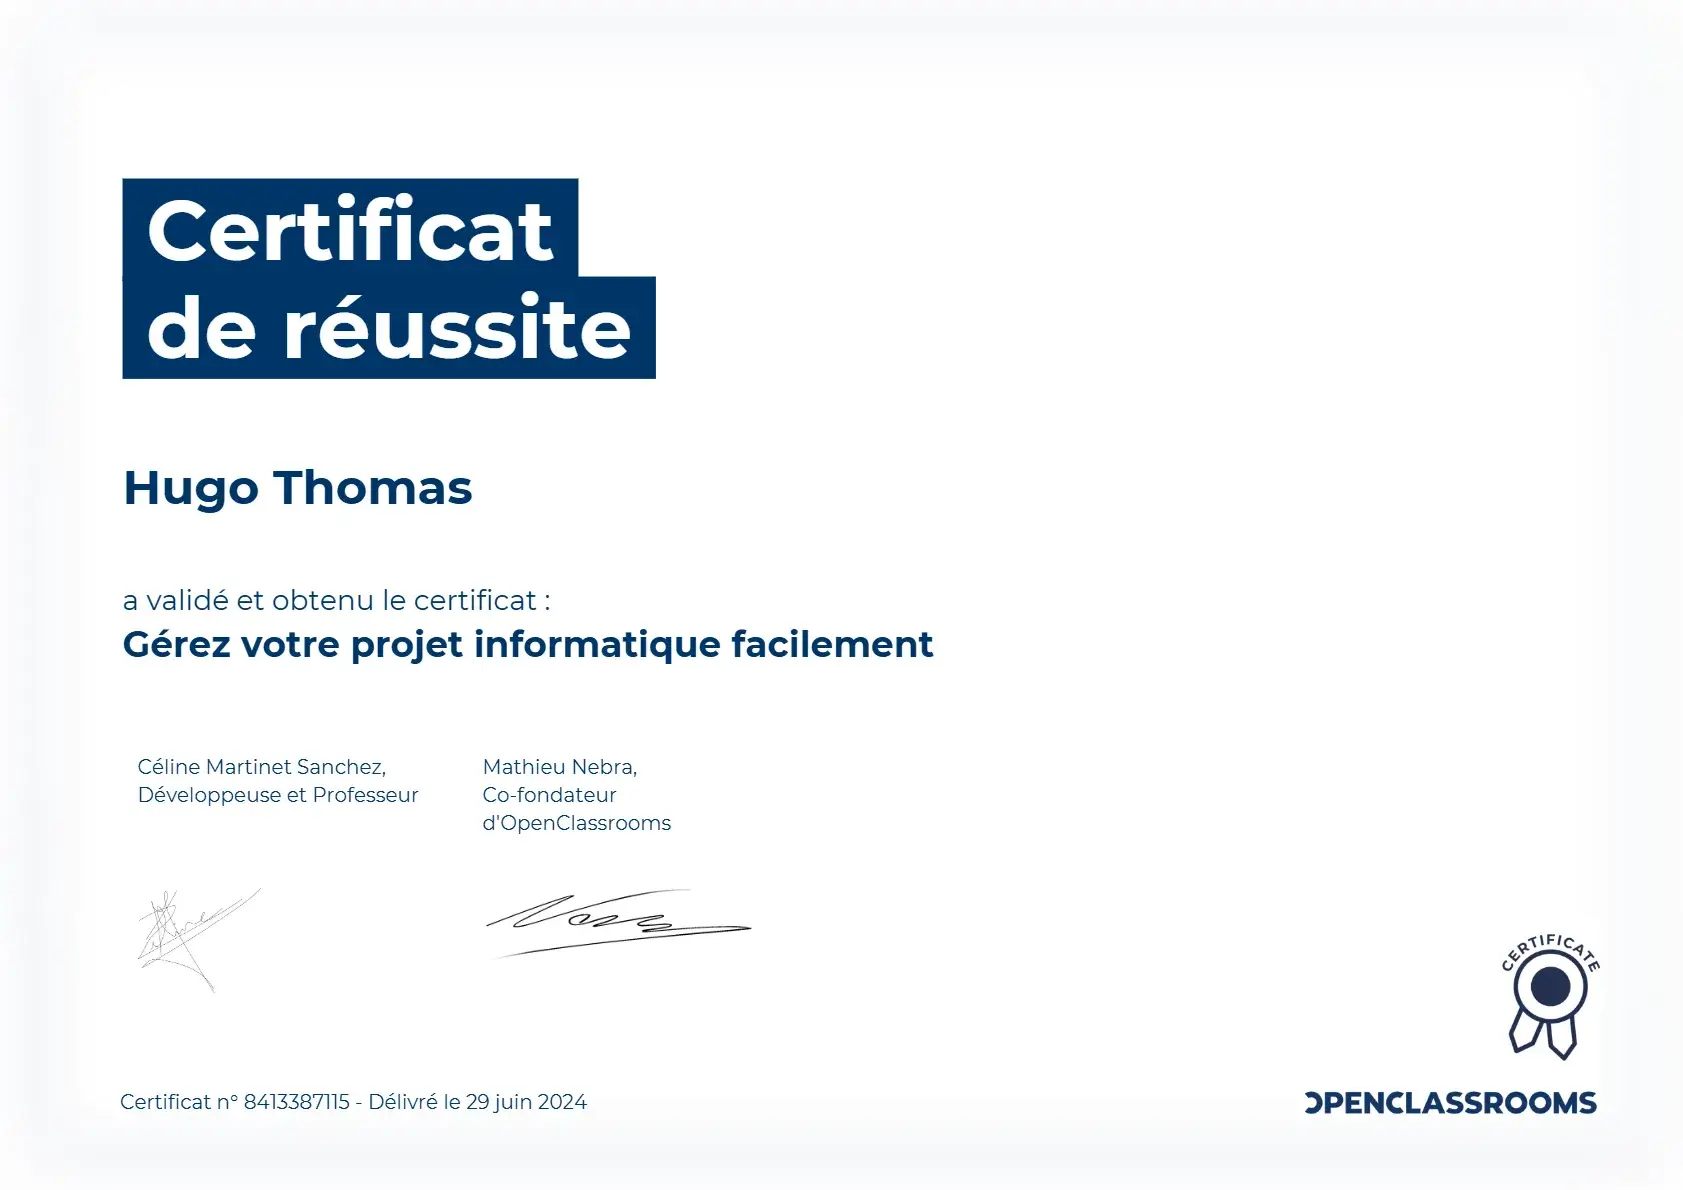 Certificat
de réussite
Hugo Thomas
a validé et obtenu le certificat :
Gérez votre projet informatique facilement
Céline Martinet Sanchez,
Développeuse et Professeur
Mathieu Nebra,
Co-fondateur
d'OpenClassrooms
CERTIFICATE
Certificat n° 8413387115 - Délivré le 29 juin 2024
OPENCLASSROOMS